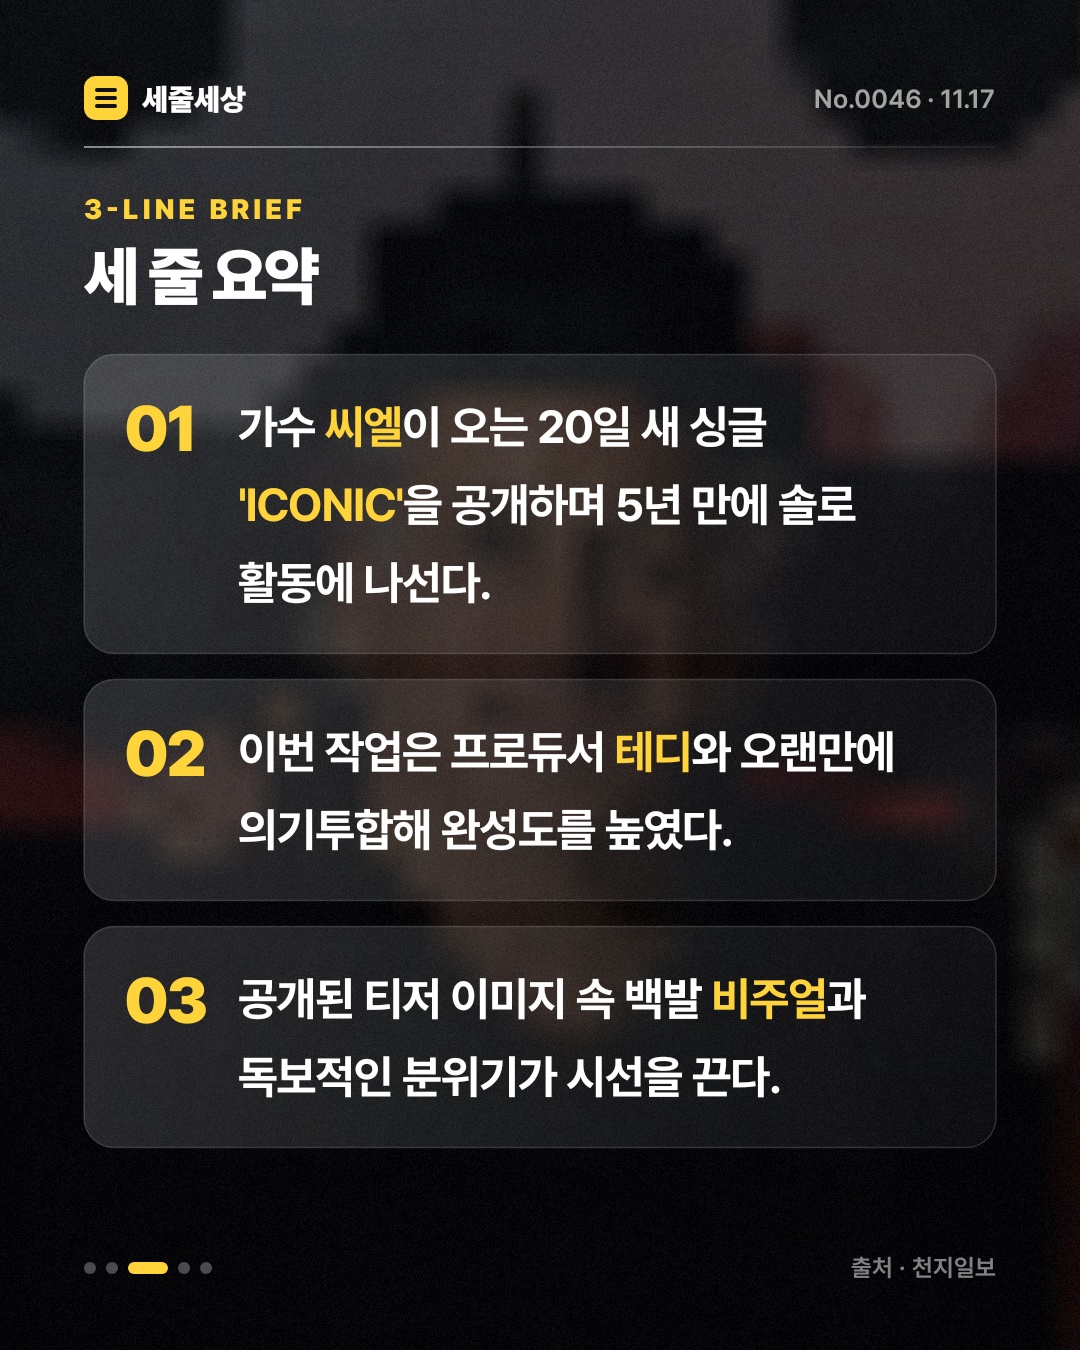 세줄세상
No.0046 · 11.17
3-LINE BRIEF
세 줄 요약
01
가수 씨엘이 오는 20일 새 싱글
'ICONIC'을 공개하며 5년 만에 솔로
활동에 나선다.
02
이번 작업은 프로듀서 테디와 오랜만에
의기투합해 완성도를 높였다.
03
공개된 티저 이미지 속 백발 비주얼과
독보적인 분위기가 시선을 끈다.
출처 · 천지일보